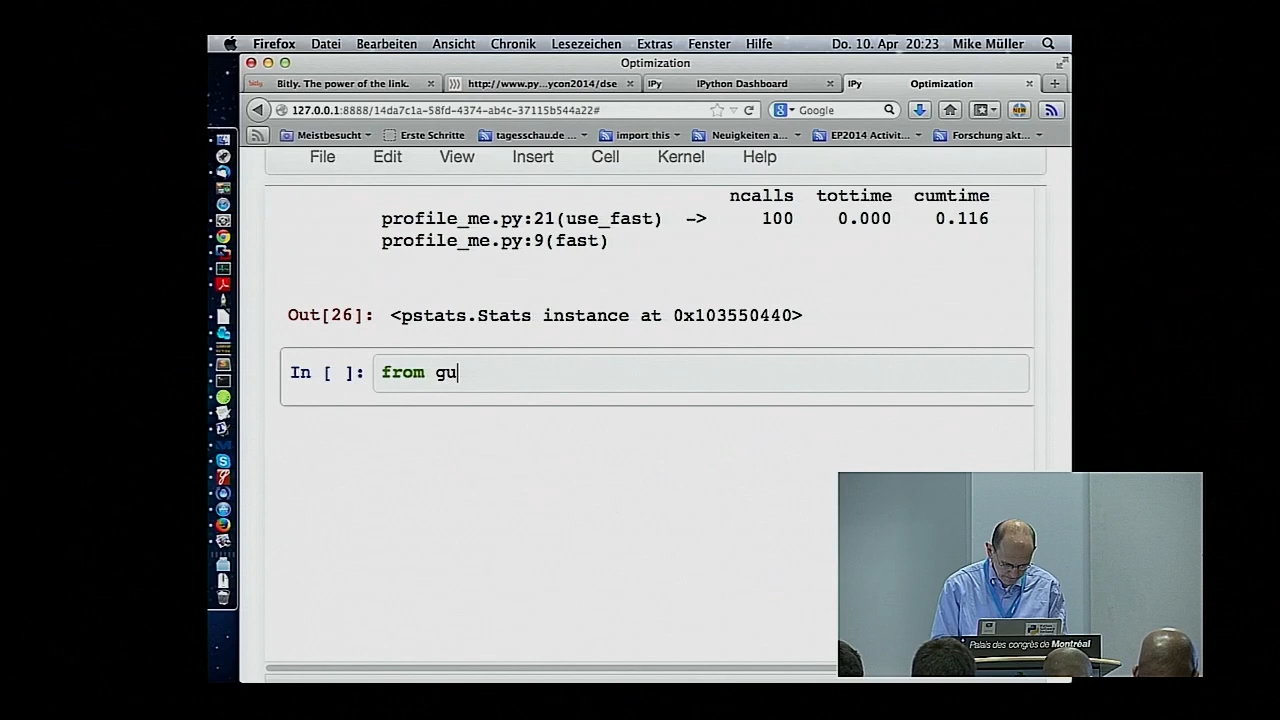 Firefox Datei Bearbeiten Ansicht Chronik Lesezeichen Extras Fenster Hilfe Do. 10. Apr 20:23 Mike Müller
Optimization
bitly Bitly. The power of the link. http://www.py...ycon2014/dse IPy IPython Dashboard IPy Optimization
127.0.0.1:8888/14da7c1a-58fd-4374-ab4c-37115b544a22# Google
Meistbesucht Erste Schritte tagesschau.de ... import this Neuigkeiten a... EP2014 Activit... Forschung akt...
File Edit View Insert Cell Kernel Help
ncalls tottime cumtime
profile_me.py:21(use_fast) -> 100 0.000 0.116
profile_me.py:9(fast)
Out[26]: <pstats.Stats instance at 0x103550440>
In [ ]: from gu
Palais des congrès de Montréal